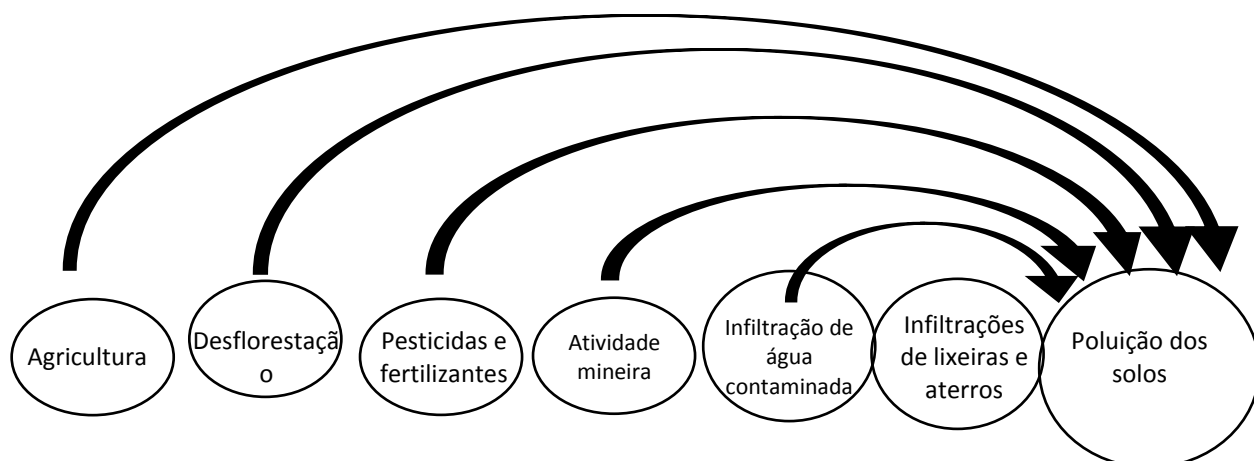 Agricultura
Desflorestaçã
o
Pesticidas e
fertilizantes
Atividade
mineira
Infiltração de
água
contaminada
Infiltrações
de lixeiras e
aterros
Poluição dos
solos